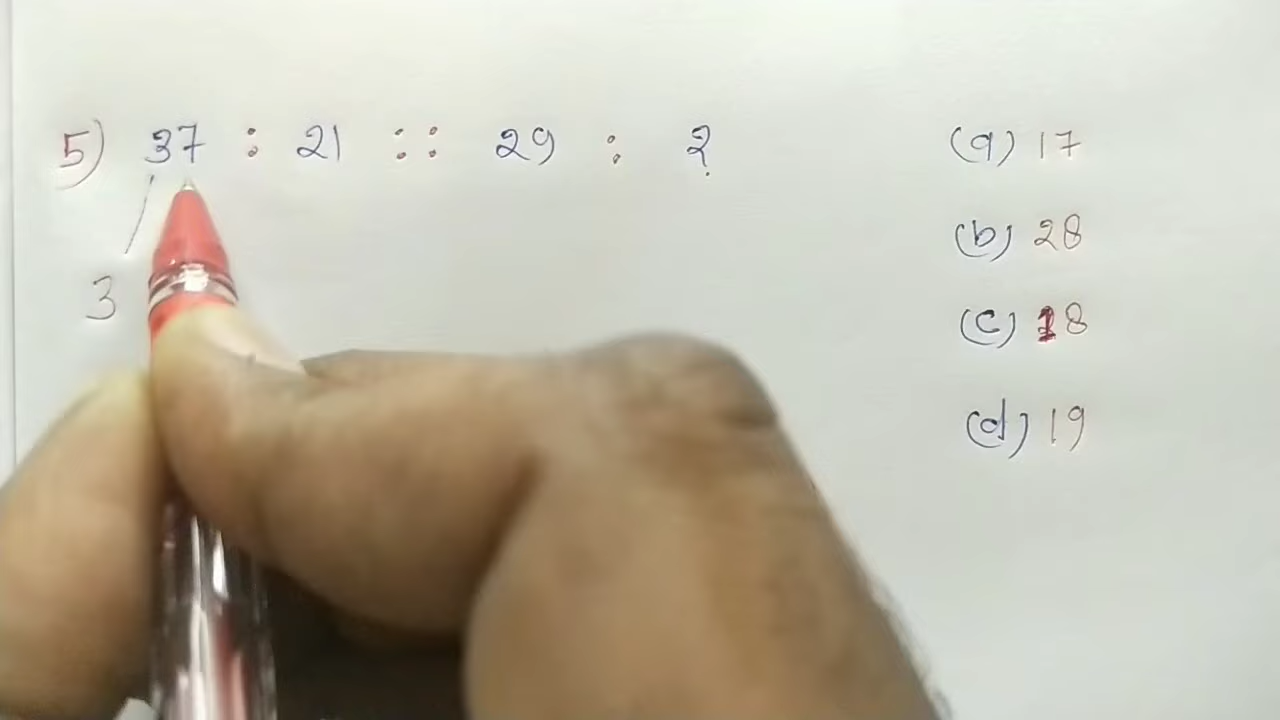 5) 37 : 21 :: 29 : ?
(a) 17
(b) 28
(c) 18
(d) 19
3